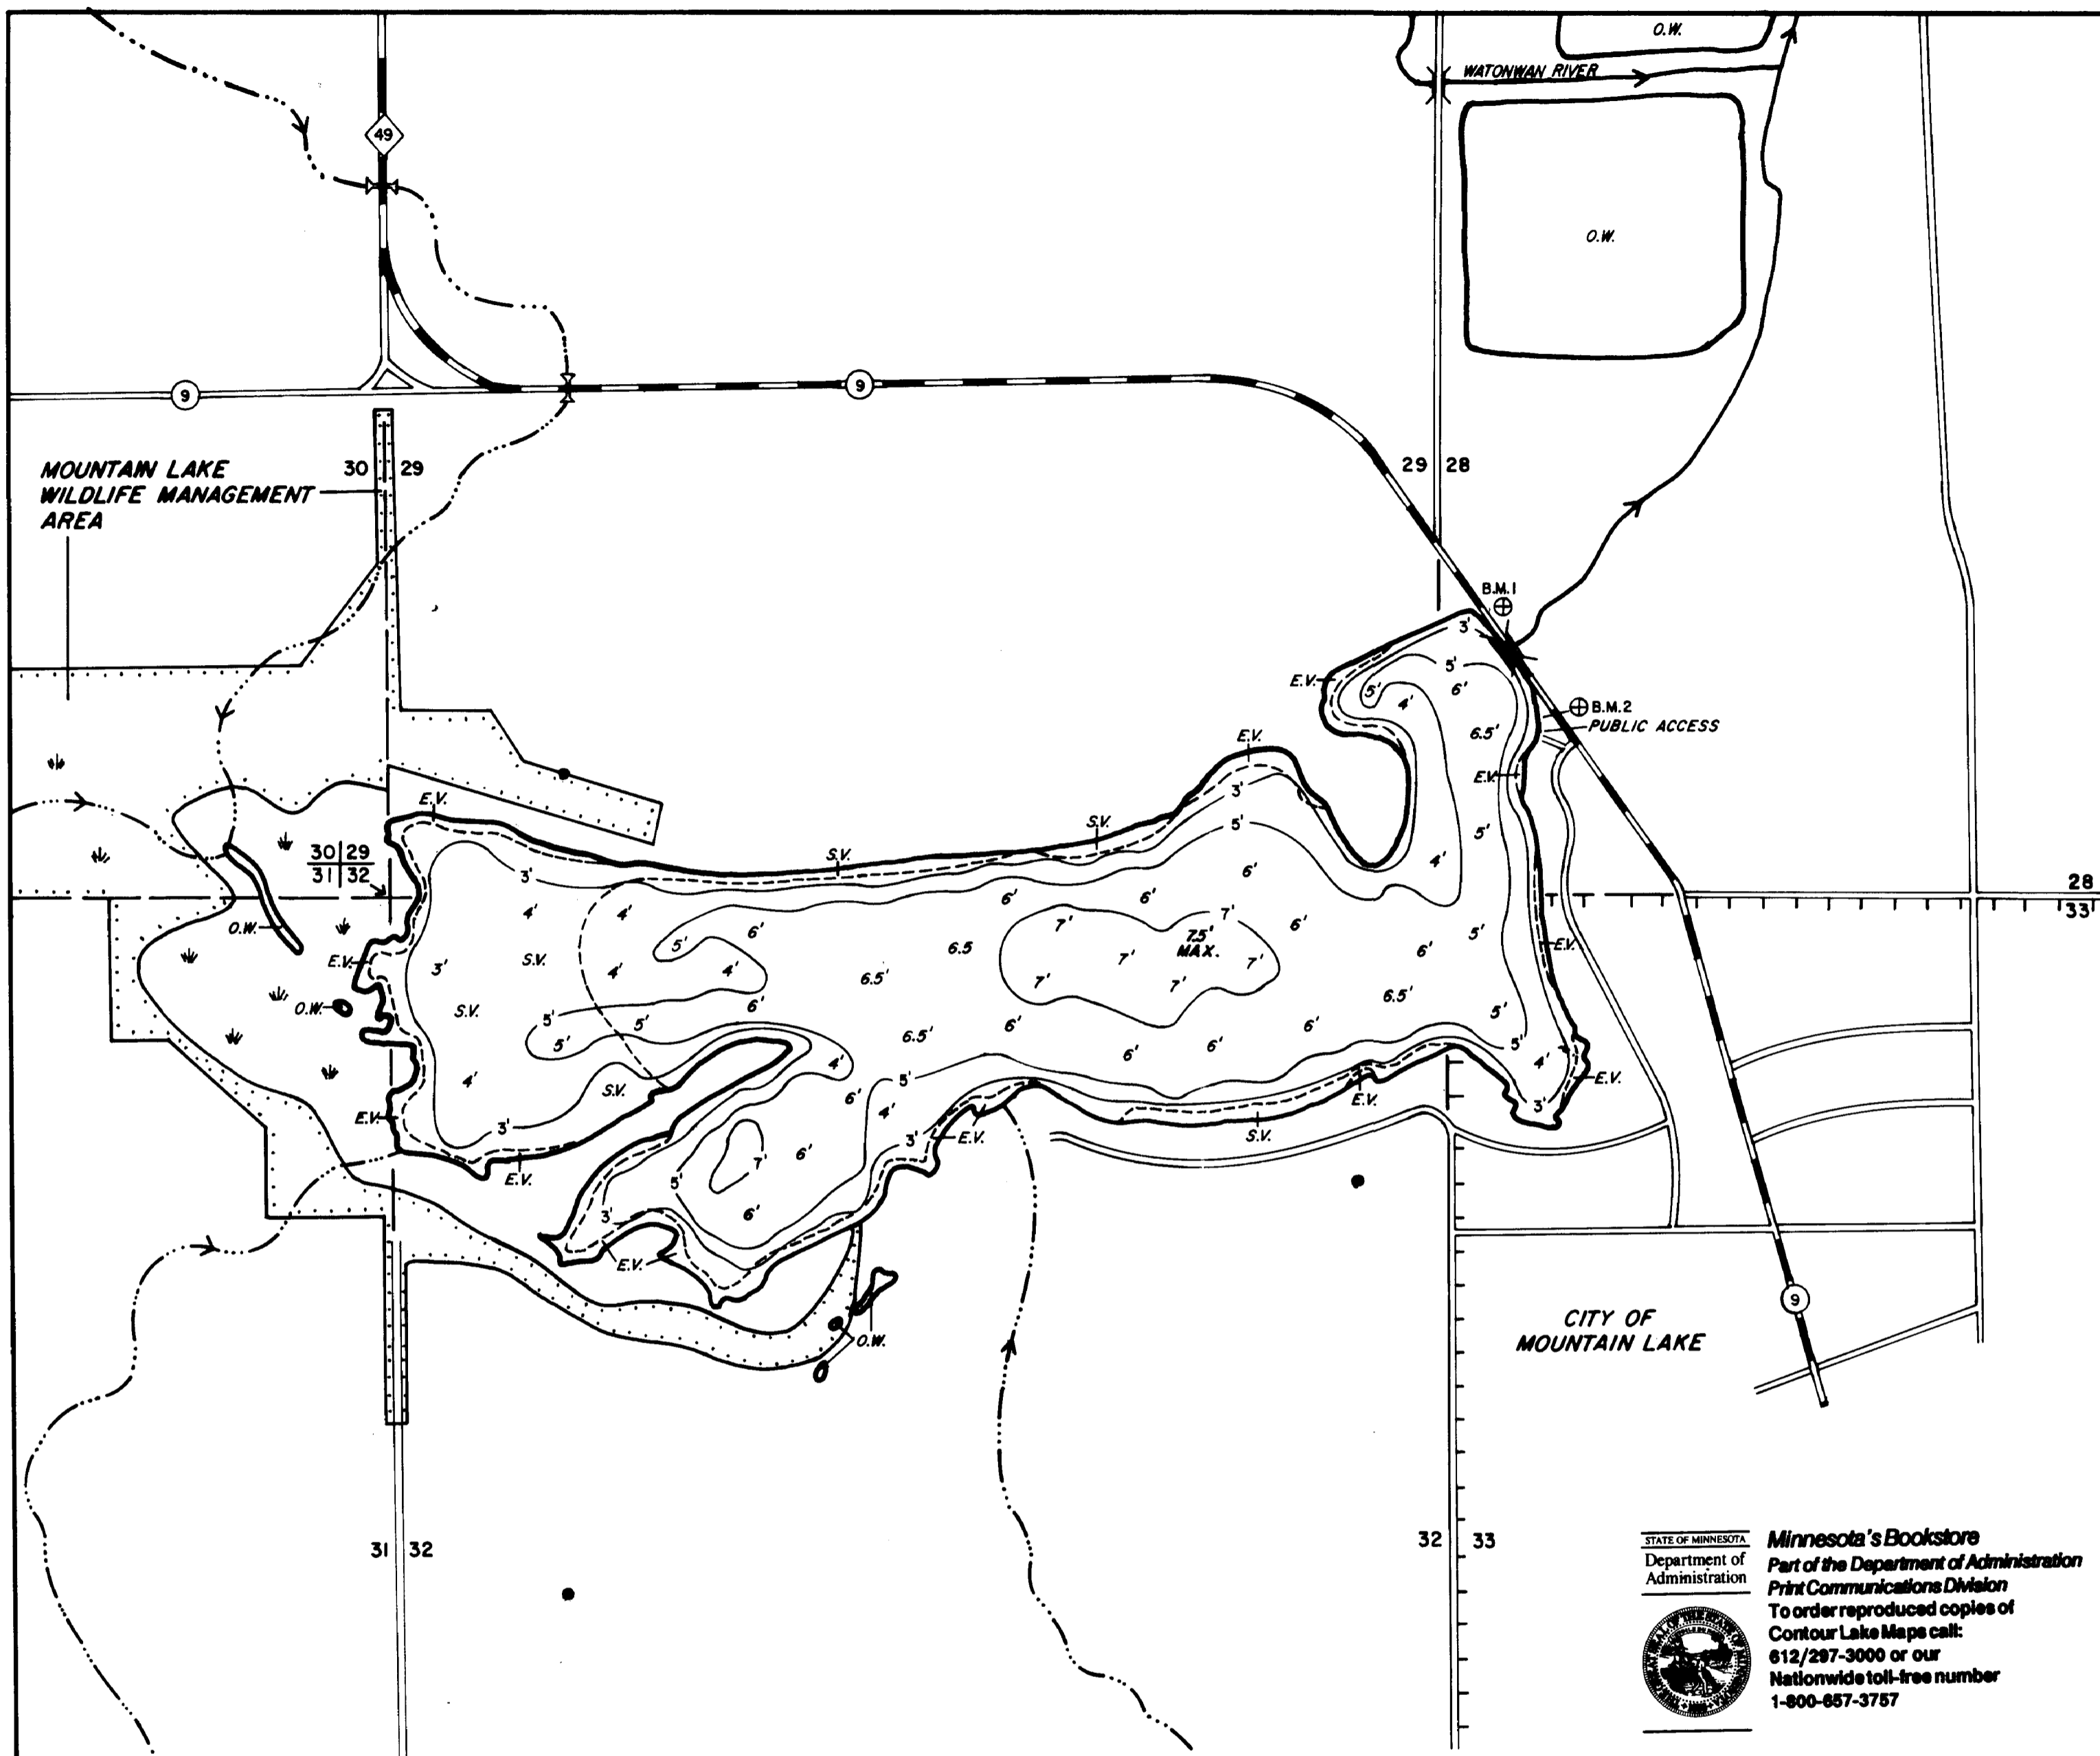 O.W.
WATONWAN RIVER
49
O.W.
9
9
MOUNTAIN LAKE
WILDLIFE MANAGEMENT
AREA
30 29
29 28
B.M.1
3'
5'
E.V.
5'
4'
6'
B.M.2
PUBLIC ACCESS
6.5'
E.V.
E.V.
3'
E.V.
5'
5'
S.V.
S.V.
4'
30 29
31 32
3'
6'
28
33
4'
4'
6'
6'
7'
7'
6'
O.W.
E.V.
3'
S.V.
4'
5'
6'
4'
6.5
7'
7.5'
MAX.
7'
6'
5'
E.V.
6.5'
7'
7'
6.5'
O.W.
S.V.
5'
5'
6'
6'
6'
5'
5'
6.5'
6'
6'
5'
4'
S.V.
4'
5'
4'
E.V.
E.V.
3'
6'
4'
3'
E.V.
S.V.
E.V.
3'
E.V.
5'
7'
6'
3'
6'
E.V.
O.W.
9
CITY OF
MOUNTAIN LAKE
31 32
32 33
STATE OF MINNESOTA
Department of
Administration
Minnesota's Bookstore
Part of the Department of Administration
Print Communications Division
To order reproduced copies of
Contour Lake Maps call:
612/297-3000 or our
Nationwide toll-free number
1-800-657-3757